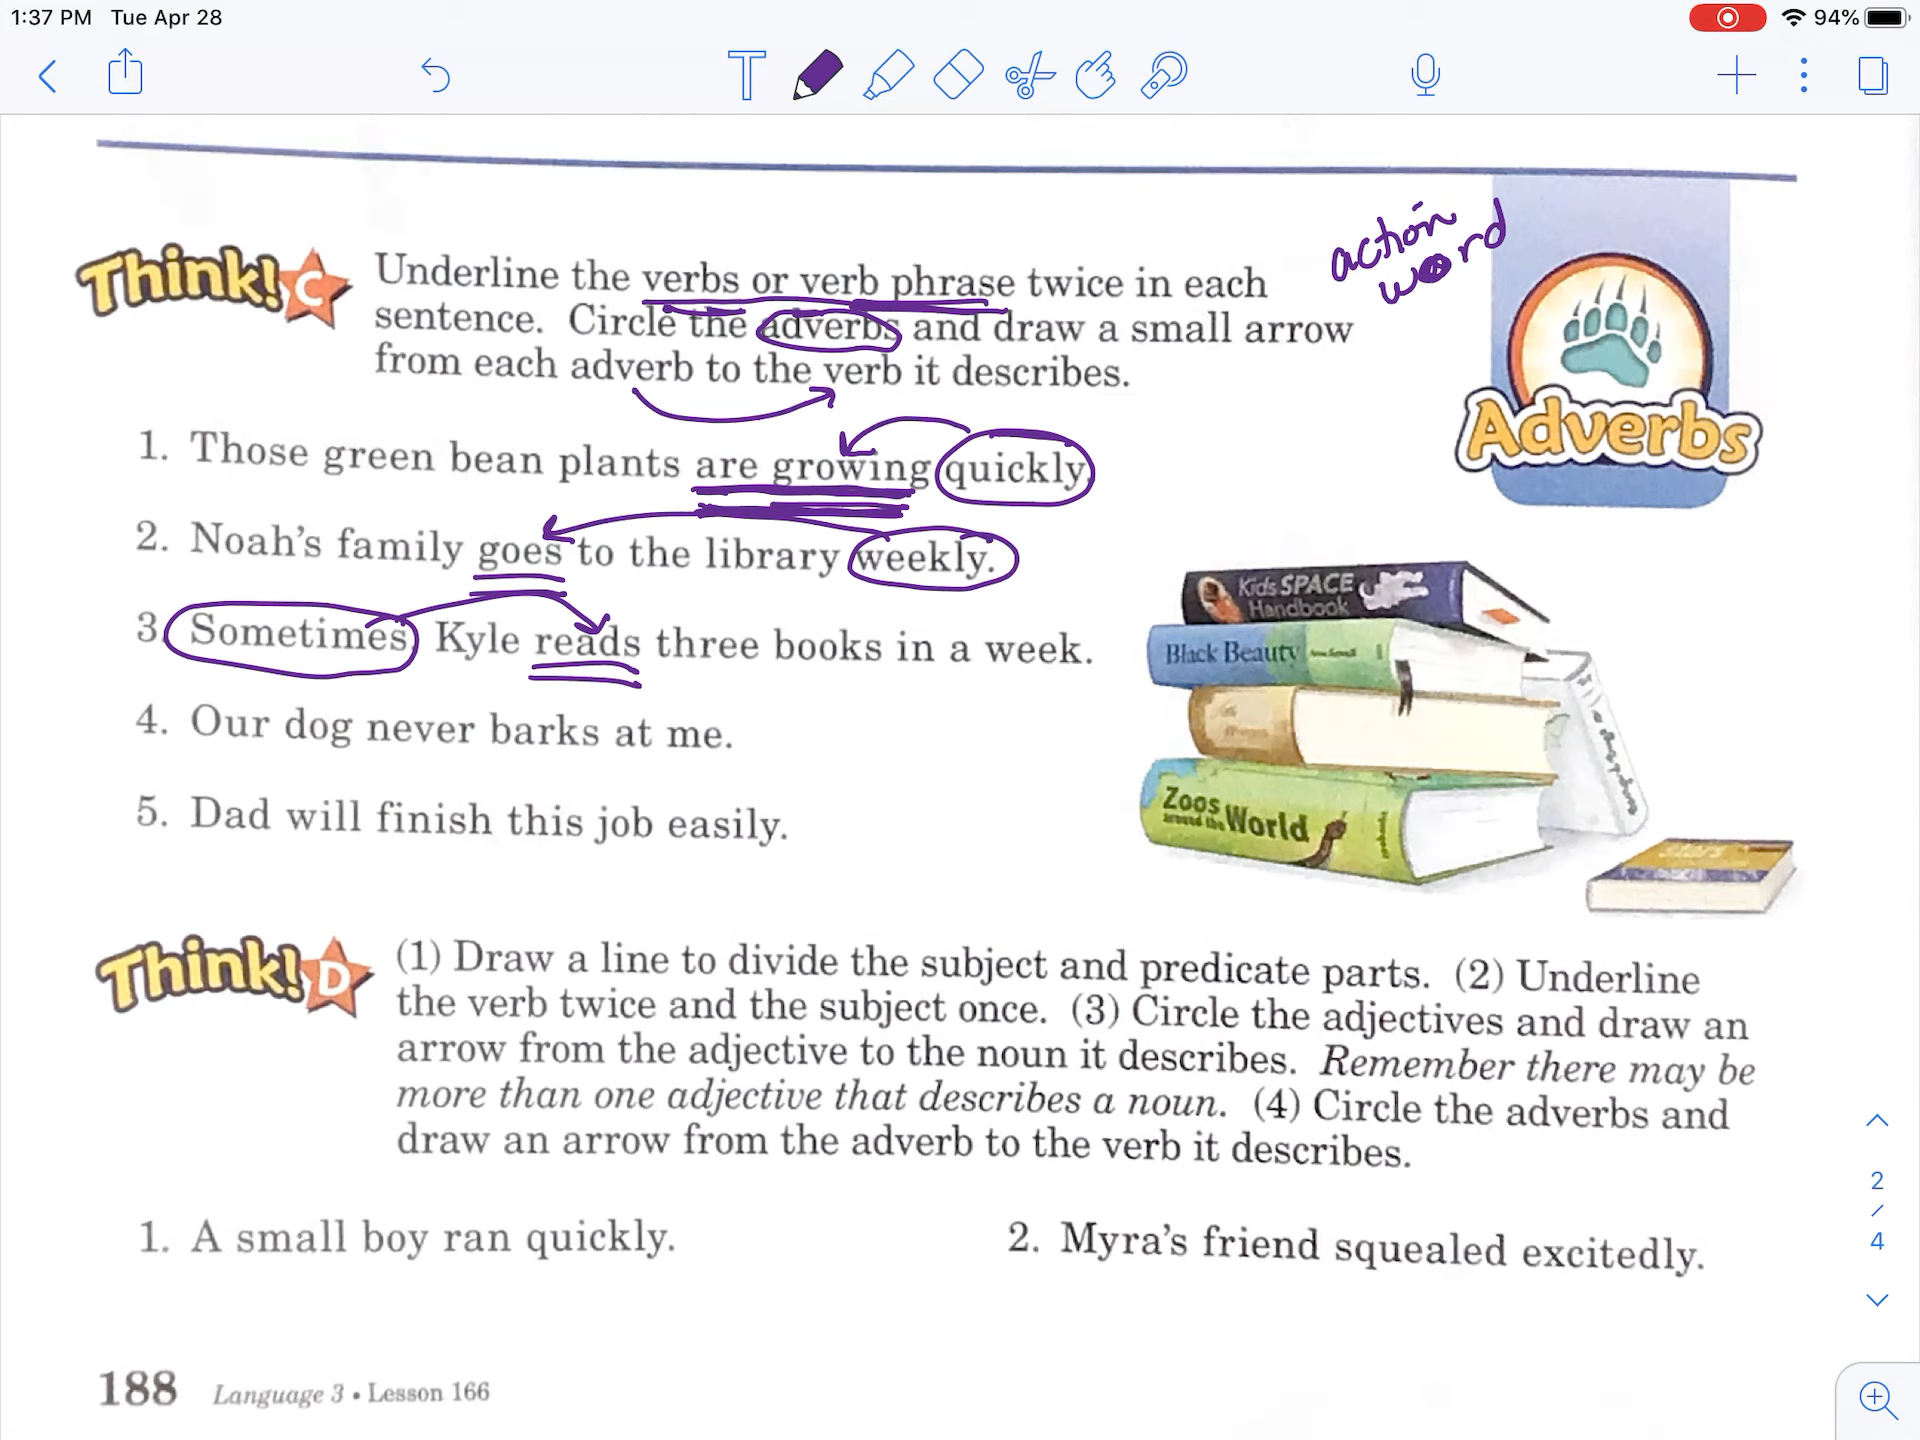 1:37 PM Tue Apr 28
94%
T
action
word
Think! C
Underline the verbs or verb phrase twice in each
sentence. Circle the adverbs and draw a small arrow
from each adverb to the verb it describes.
Adverbs
1. Those green bean plants are growing quickly.
2. Noah's family goes to the library weekly.
3. Sometimes, Kyle reads three books in a week.
4. Our dog never barks at me.
5. Dad will finish this job easily.
Kids SPACE
Handbook
Black Beauty
Zoos
around the World
Think! D
(1) Draw a line to divide the subject and predicate parts. (2) Underline
the verb twice and the subject once. (3) Circle the adjectives and draw an
arrow from the adjective to the noun it describes. Remember there may be
more than one adjective that describes a noun. (4) Circle the adverbs and
draw an arrow from the adverb to the verb it describes.
1. A small boy ran quickly.
2. Myra's friend squealed excitedly.
2
/
4
188 Language 3 • Lesson 166